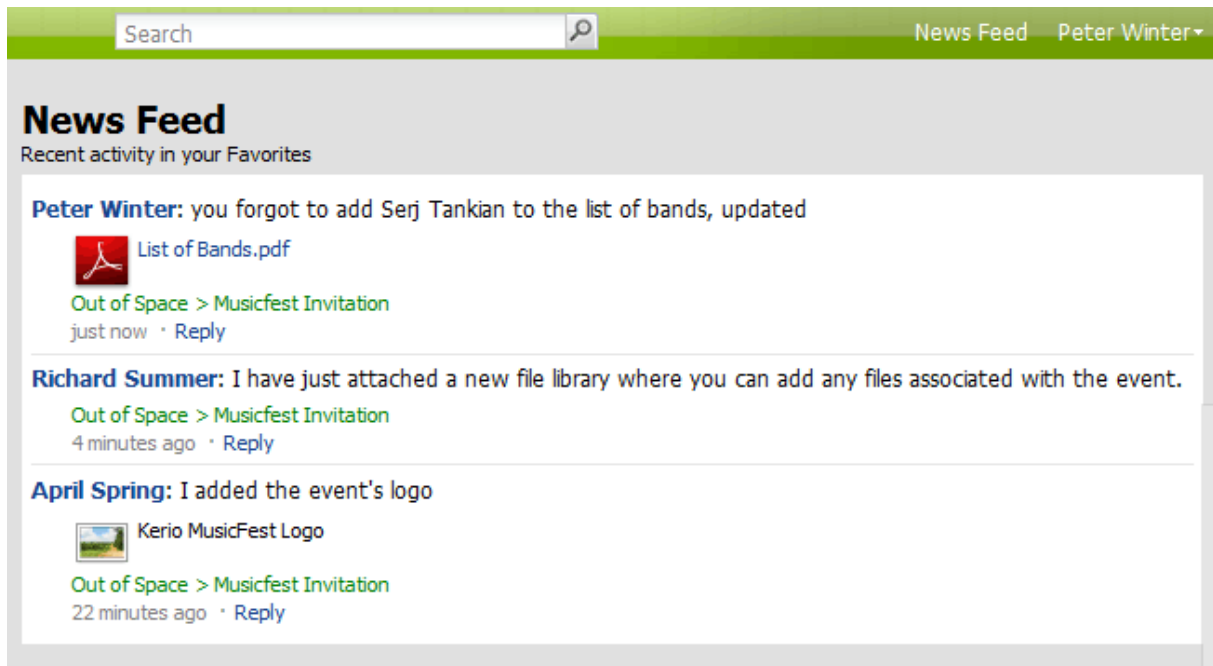 Search
News Feed Peter Winter
News Feed
Recent activity in your Favorites
Peter Winter: you forgot to add Serj Tankian to the list of bands, updated
List of Bands.pdf
Out of Space > Musicfest Invitation
just now · Reply
Richard Summer: I have just attached a new file library where you can add any files associated with the event.
Out of Space > Musicfest Invitation
4 minutes ago · Reply
April Spring: I added the event's logo
Kerio MusicFest Logo
Out of Space > Musicfest Invitation
22 minutes ago · Reply